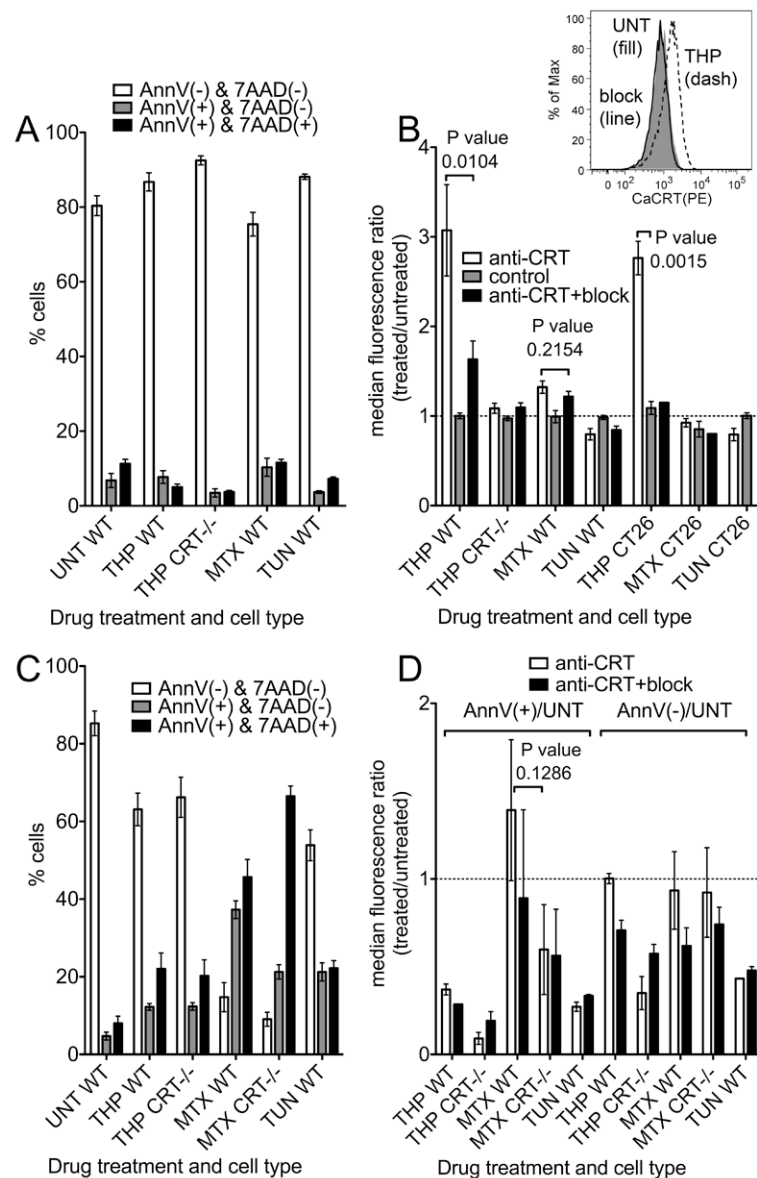 A
AnnV(-) & 7AAD(-)
AnnV(+) & 7AAD(-)
AnnV(+) & 7AAD(+)
% cells
100
80
60
40
20
0
UNT WT
THP WT
THP CRT-/-
MTX WT
TUN WT
Drug treatment and cell type
UNT
(fill)
THP
(dash)
block
(line)
% of Max
100
80
60
40
20
0
0 10² 10³ 10⁴ 10⁵
CaCRT(PE)
B
P value
0.0104
anti-CRT
control
anti-CRT+block
P value
0.2154
P value
0.0015
median fluorescence ratio
(treated/untreated)
4
3
2
1
0
THP WT
THP CRT-/-
MTX WT
TUN WT
THP CT26
MTX CT26
TUN CT26
Drug treatment and cell type
C
AnnV(-) & 7AAD(-)
AnnV(+) & 7AAD(-)
AnnV(+) & 7AAD(+)
% cells
100
80
60
40
20
0
UNT WT
THP WT
THP CRT-/-
MTX WT
MTX CRT-/-
TUN WT
Drug treatment and cell type
D
anti-CRT
anti-CRT+block
AnnV(+)/UNT
AnnV(-)/UNT
P value
0.1286
median fluorescence ratio
(treated/untreated)
2
1
0
THP WT
THP CRT-/-
MTX WT
MTX CRT-/-
TUN WT
THP WT
THP CRT-/-
MTX WT
MTX CRT-/-
TUN WT
Drug treatment and cell type